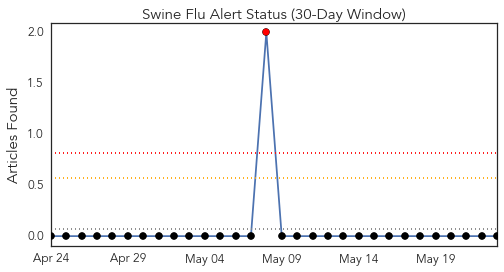 Swine Flu Alert Status (30-Day Window)
Articles Found
2.0
1.5
1.0
0.5
0.0
Apr 24
Apr 29
May 04
May 09
May 14
May 19